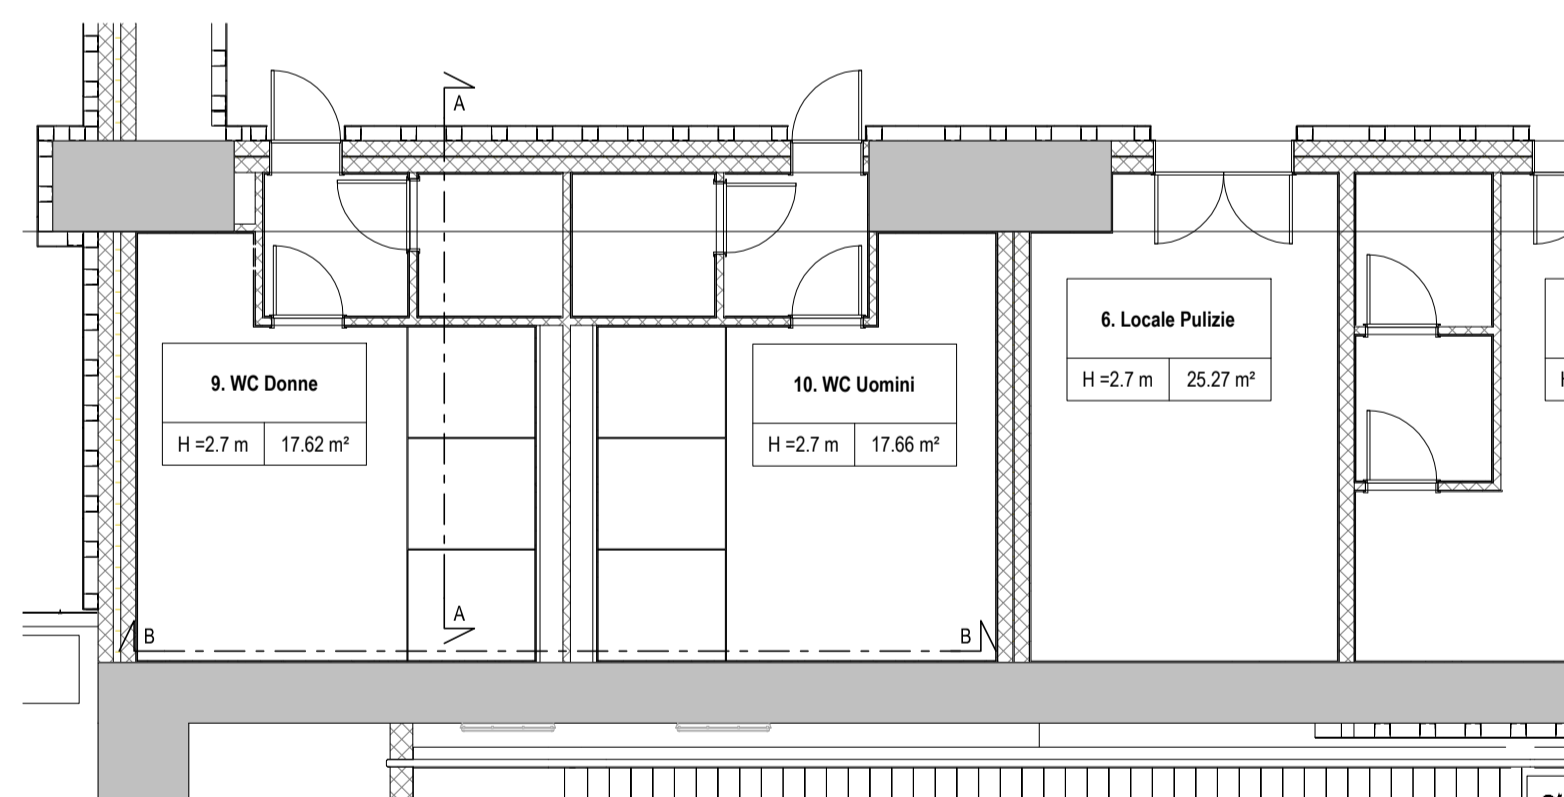 A
6. Locale Pulizie
H =2.7 m 25.27 m²
9. WC Donne
H =2.7 m 17.62 m²
10. WC Uomini
H =2.7 m 17.66 m²
A
B
B